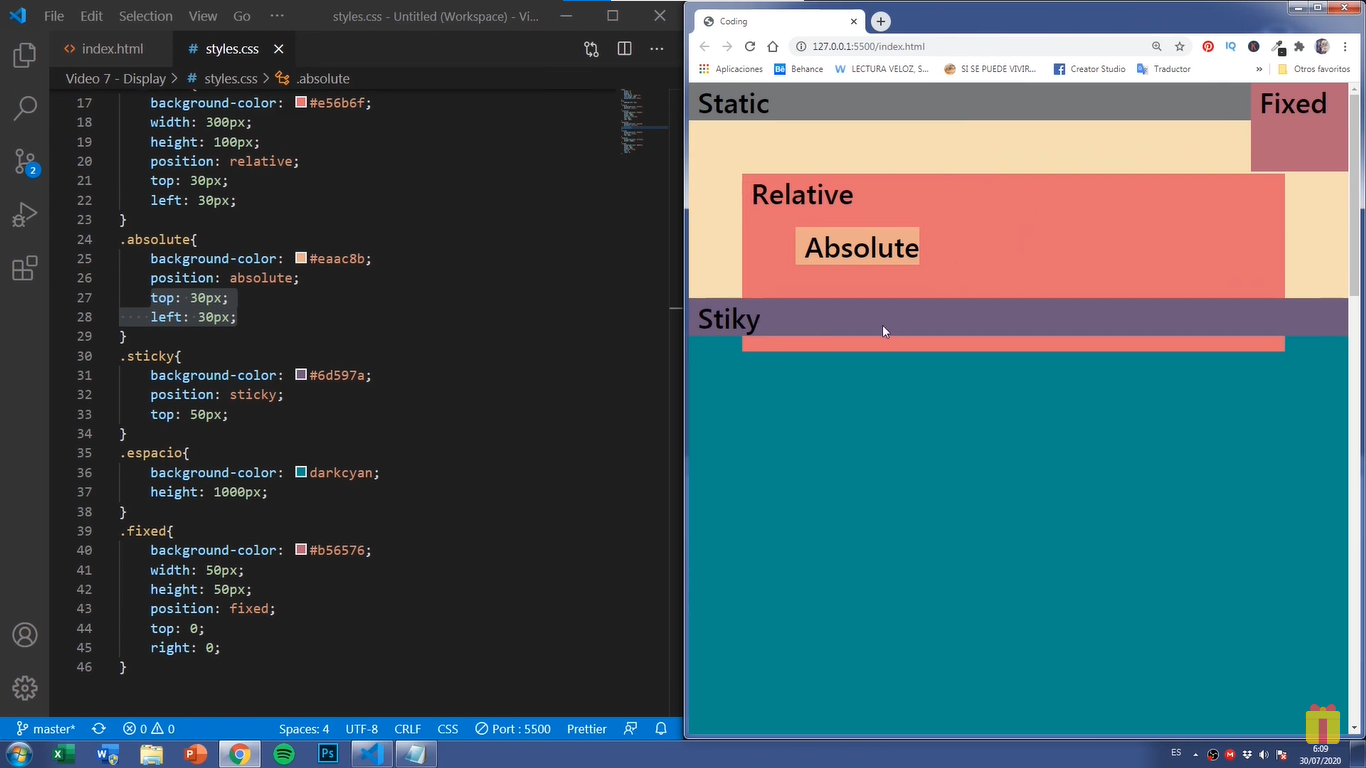 File Edit Selection View Go ··· styles.css - Untitled (Workspace) - Vi...
index.html
styles.css
Video 7 - Display > styles.css > .absolute
17 background-color: #e56b6f;
18 width: 300px;
19 height: 100px;
20 position: relative;
21 top: 30px;
22 left: 30px;
23 }
24 .absolute{
25 background-color: #eaac8b;
26 position: absolute;
27 top: 30px;
28 left: 30px;
29 }
30 .sticky{
31 background-color: #6d597a;
32 position: sticky;
33 top: 50px;
34 }
35 .espacio{
36 background-color: darkcyan;
37 height: 1000px;
38 }
39 .fixed{
40 background-color: #b56576;
41 width: 50px;
42 height: 50px;
43 position: fixed;
44 top: 0;
45 right: 0;
46 }
2
master* 0 0 Spaces: 4 UTF-8 CRLF CSS Port : 5500 Prettier
Coding
127.0.0.1:5500/index.html
Aplicaciones Behance LECTURA VELOZ, S... SI SE PUEDE VIVIR... Creator Studio Traductor » Otros favoritos
Static
Fixed
Relative
Absolute
Stiky
ES
6:09
30/07/2020